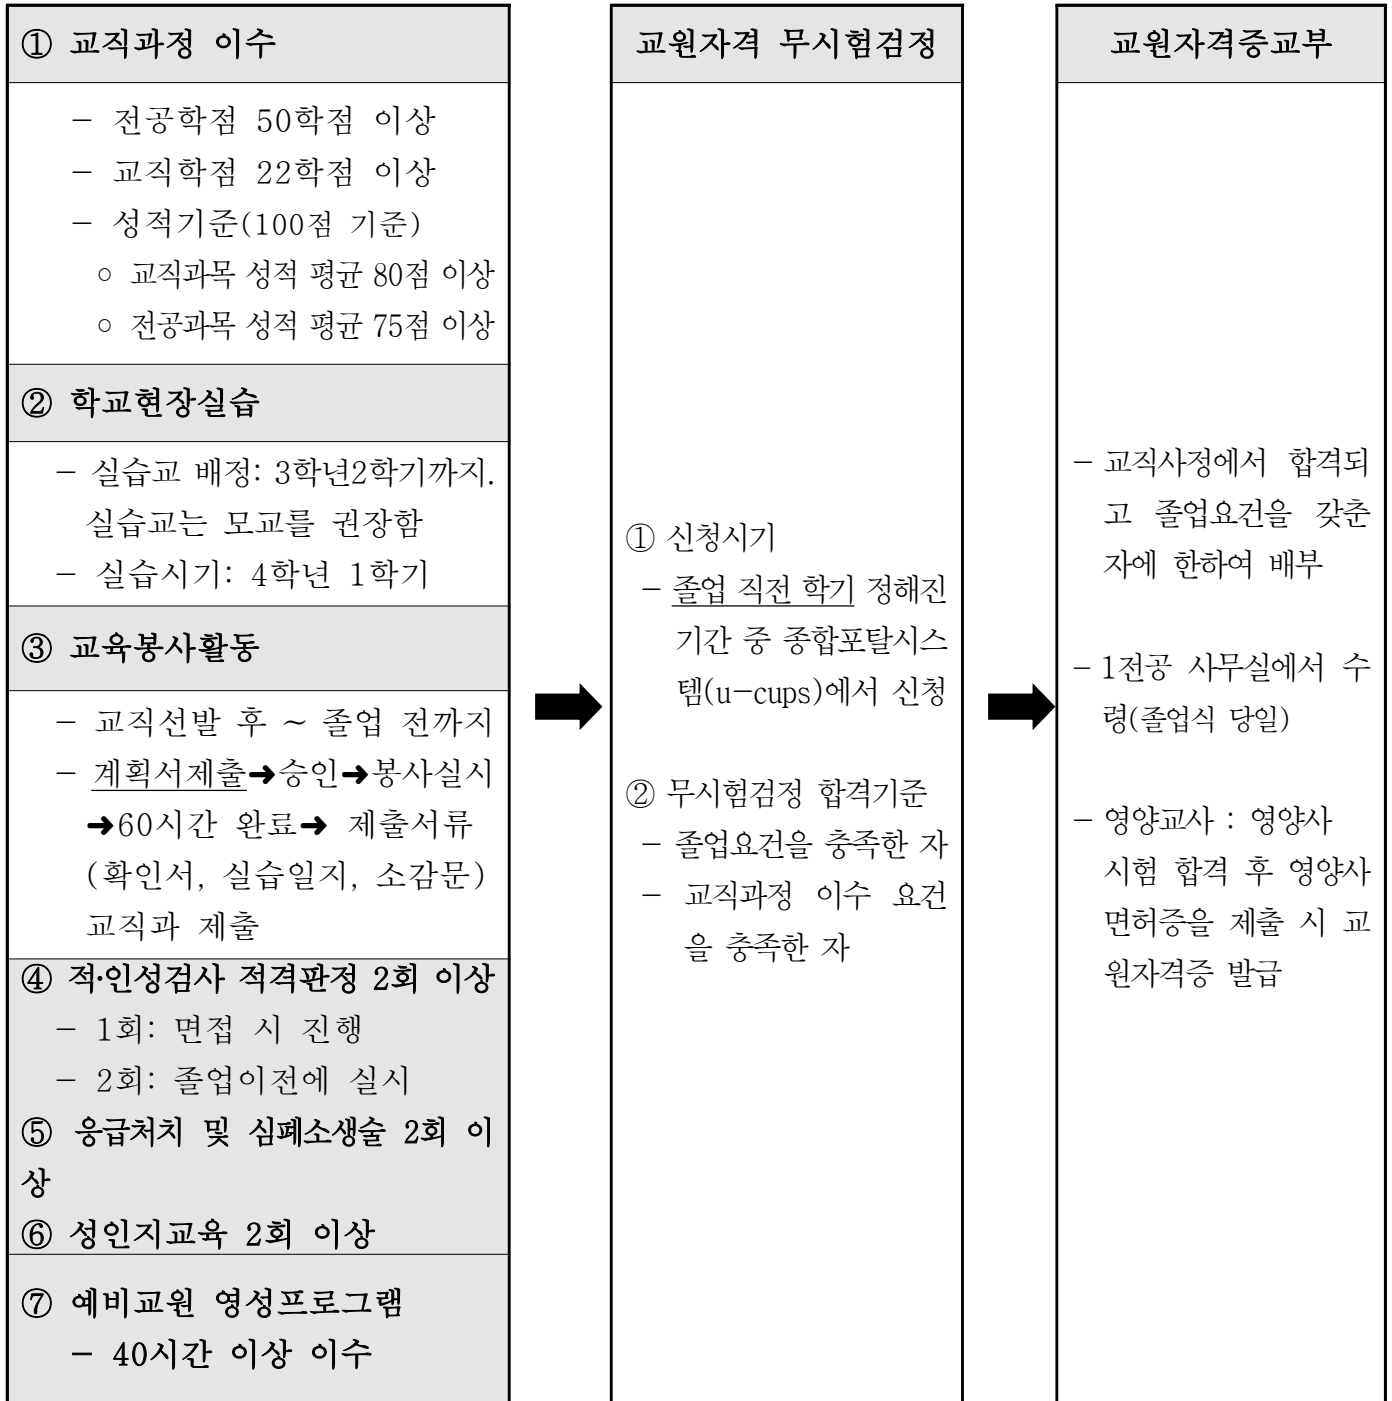 ① 교직과정 이수
- 전공학점 50학점 이상
- 교직학점 22학점 이상
- 성적기준(100점 기준)
○ 교직과목 성적 평균 80점 이상
○ 전공과목 성적 평균 75점 이상
② 학교현장실습
- 실습교 배정: 3학년2학기까지.
실습교는 모교를 권장함
- 실습시기: 4학년 1학기
③ 교육봉사활동
- 교직선발 후 ~ 졸업 전까지
- 계획서제출➜승인➜봉사실시
➜60시간 완료➜ 제출서류
(확인서, 실습일지, 소감문)
교직과 제출
④ 적·인성검사 적격판정 2회 이상
- 1회: 면접 시 진행
- 2회: 졸업이전에 실시
⑤ 응급처치 및 심폐소생술 2회 이
상
⑥ 성인지교육 2회 이상
⑦ 예비교원 영성프로그램
- 40시간 이상 이수
교원자격 무시험검정
① 신청시기
- 졸업 직전 학기 정해진
기간 중 종합포탈시스
템(u-cups)에서 신청
② 무시험검정 합격기준
- 졸업요건을 충족한 자
- 교직과정 이수 요건
을 충족한 자
교원자격증교부
- 교직사정에서 합격되
고 졸업요건을 갖춘
자에 한하여 배부
- 1전공 사무실에서 수
령(졸업식 당일)
- 영양교사 : 영양사
시험 합격 후 영양사
면허증을 제출 시 교
원자격증 발급